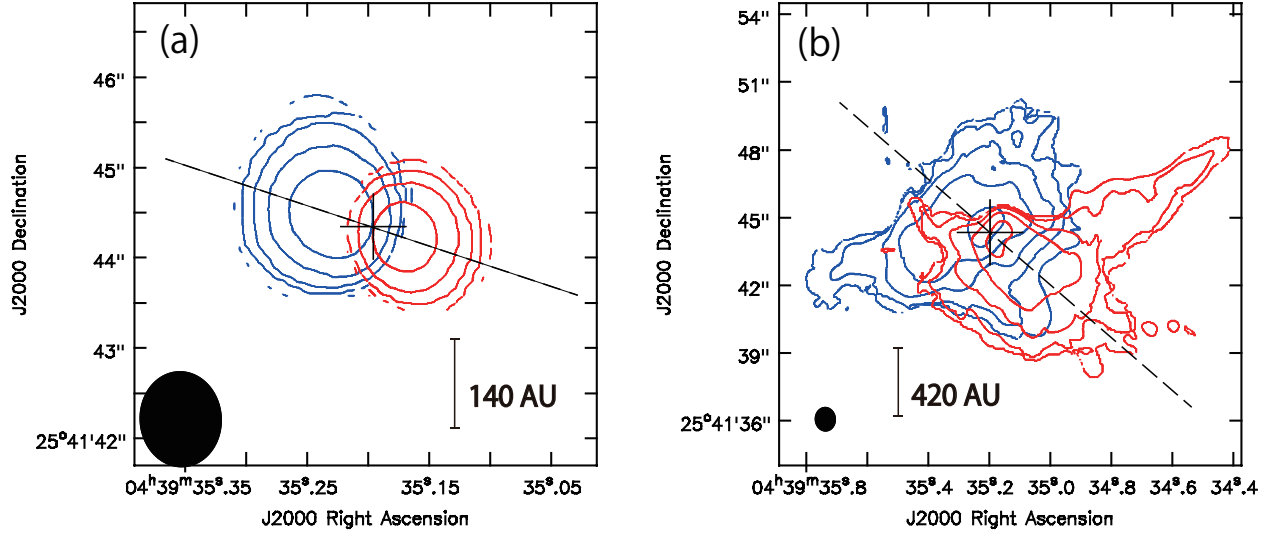 (a)
46"
45"
44"
43"
25°41'42"
J2000 Declination
140 AU
04ʰ39ᵐ35ˢ.35
35ˢ.25
35ˢ.15
35ˢ.05
J2000 Right Ascension
(b)
54"
51"
48"
45"
42"
39"
25°41'36"
J2000 Declination
420 AU
04ʰ39ᵐ35ˢ.8
35ˢ.4
35ˢ.2
35ˢ.0
34ˢ.8
34ˢ.6
34ˢ.4
J2000 Right Ascension